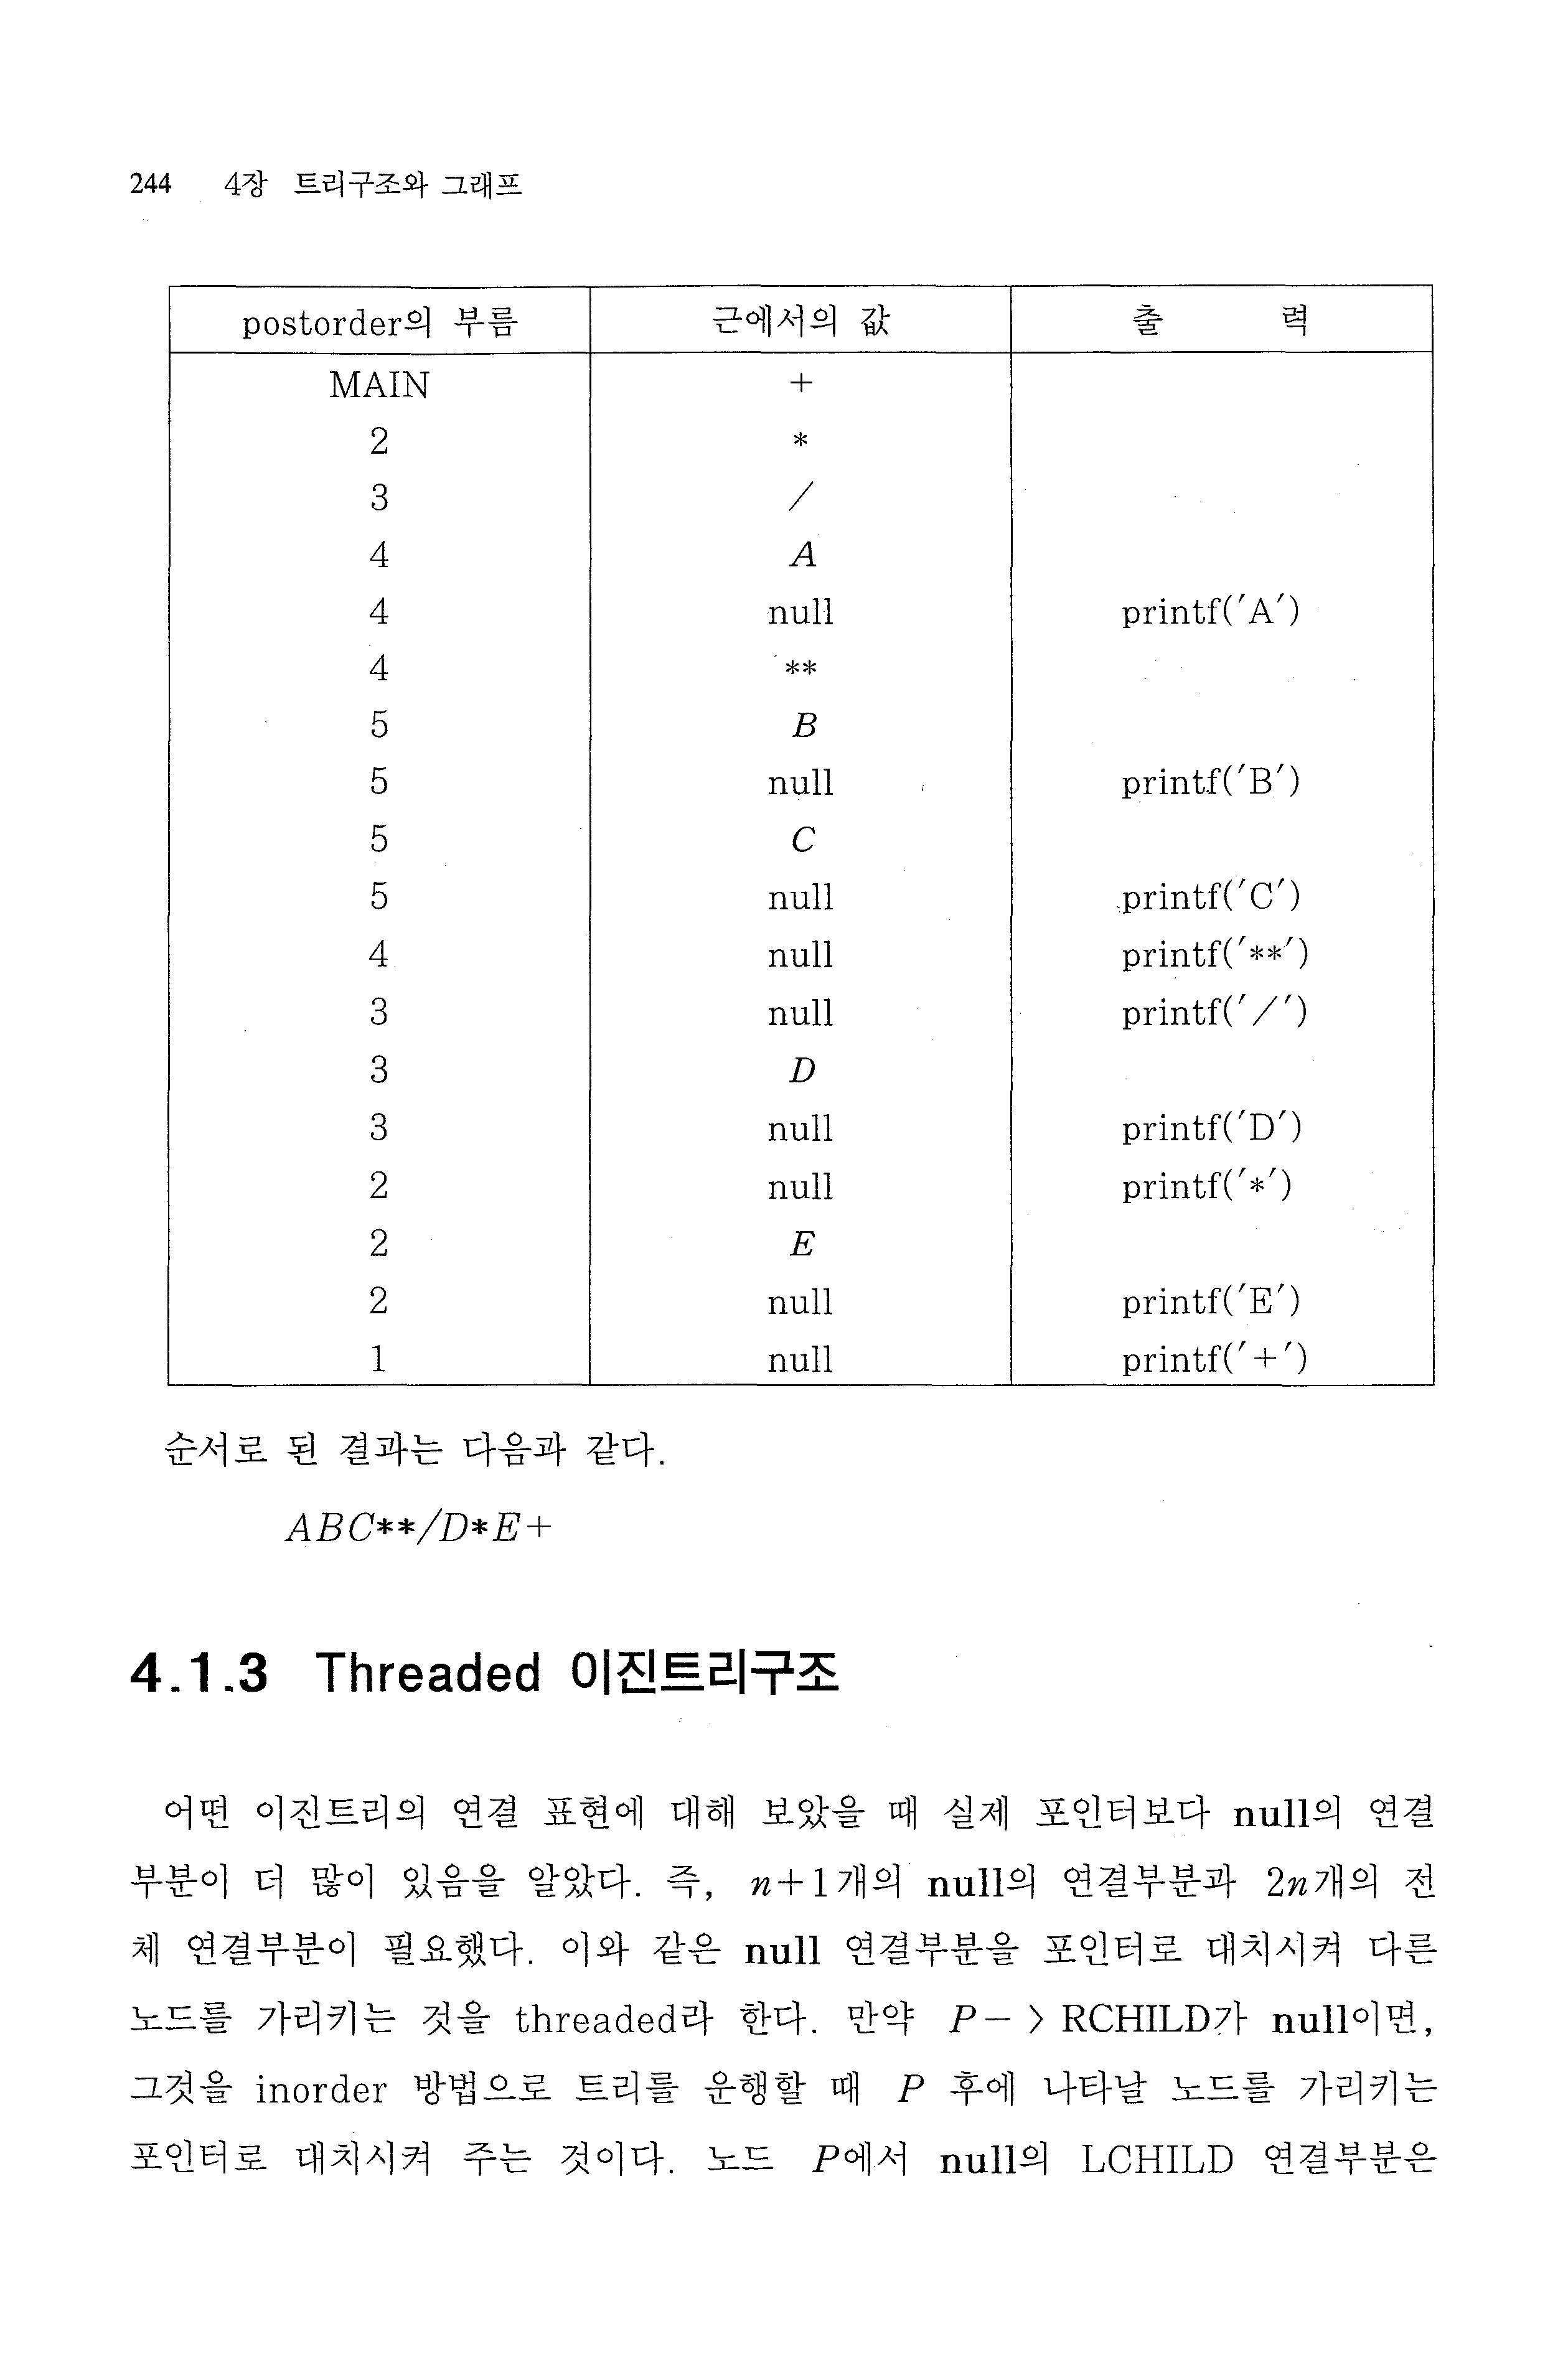 244 4장 트리구조와 그래프
postorder의 부름 근에서의 값 출 력
MAIN +
2 *
3 /
4 A
4 null printf('A')
4 **
5 B
5 null printf('B')
5 C
5 null printf('C')
4 null printf('**')
3 null printf('/')
3 D
3 null printf('D')
2 null printf('*')
2 E
2 null printf('E')
1 null printf('+')
순서로 된 결과는 다음과 같다.
ABC**/D*E+
4.1.3 Threaded 이진트리구조
어떤 이진트리의 연결 표현에 대해 보았을 때 실제 포인터보다 null의 연결
부분이 더 많이 있음을 알았다. 즉, n+1개의 null의 연결부분과 2n개의 전
체 연결부분이 필요했다. 이와 같은 null 연결부분을 포인터로 대치시켜 다른
노드를 가리키는 것을 threaded라 한다. 만약 P-> RCHILD가 null이면,
그것을 inorder 방법으로 트리를 운행할 때 P 후에 나타날 노드를 가리키는
포인터로 대치시켜 주는 것이다. 노드 P에서 null의 LCHILD 연결부분은